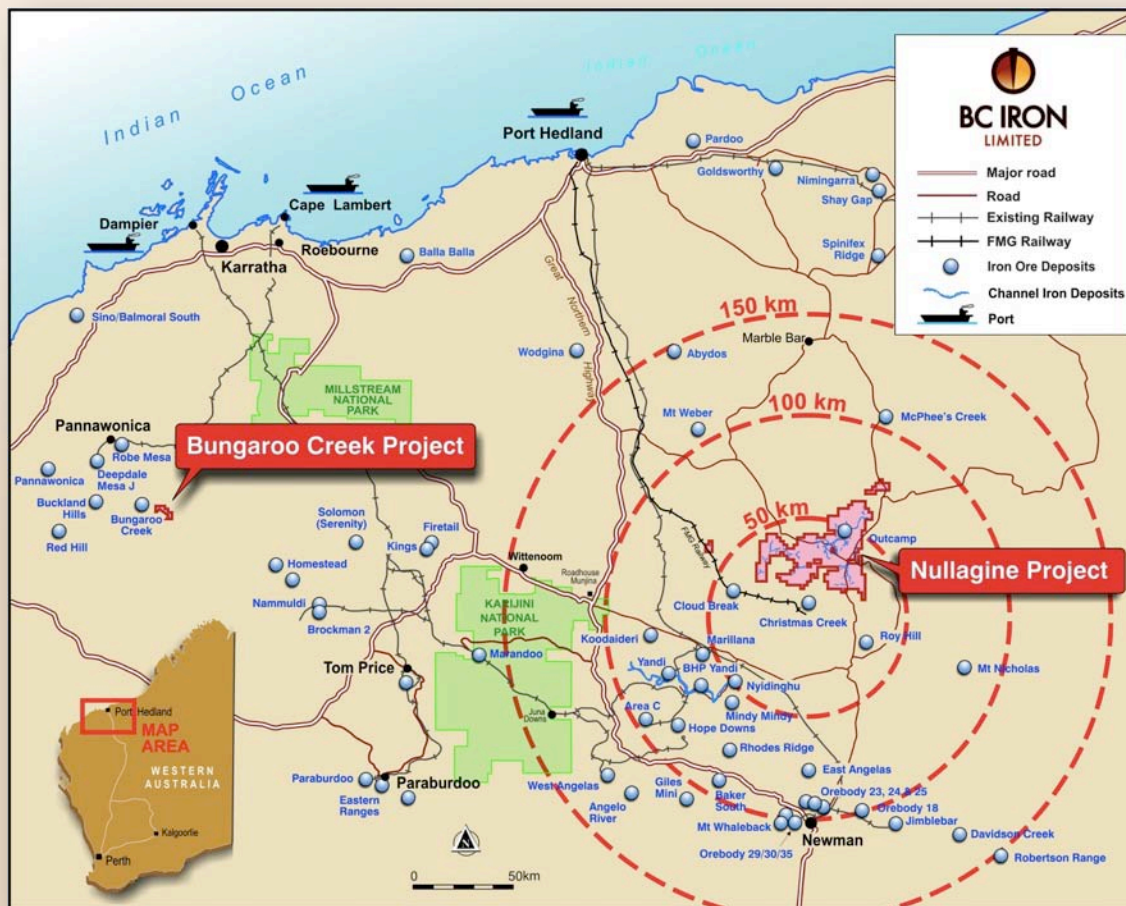 Indian Ocean
Indian Ocean
BC IRON
LIMITED
Major road
Road
Existing Railway
FMG Railway
Iron Ore Deposits
Channel Iron Deposits
Port
Port Hedland
Pardoo
Goldsworthy
Nimingarra
Shay Gap
Cape Lambert
Dampier
Roebourne
Karratha
Balla Balla
Spinifex
Ridge
Great Northern Highway
150 km
Sino/Balmoral South
Marble Bar
Wodgina
Abydos
MILLSTREAM
NATIONAL
PARK
100 km
McPhee's Creek
Mt Weber
Pannawonica
Robe Mesa
Bungaroo Creek Project
Pannawonica
Deepdale
Mesa J
Buckland
Hills
Bungaroo
Creek
Red Hill
50 km
Outcamp
Solomon
(Serenity)
Firetail
Kings
FMG Railway
Nullagine Project
Wittenoom
Roadhouse
Munjina
Homestead
Cloud Break
Christmas Creek
Nammuldi
Brockman 2
KARIJINI
NATIONAL
PARK
Koodaideri
Marillana
Roy Hill
Marandoo
Mt Nicholas
Tom Price
Yandi
BHP Yandi
Nyidinghu
Juna
Downs
Area C
Mindy Mindy
Hope Downs
Rhodes Ridge
Port Hedland
MAP
AREA
WESTERN
AUSTRALIA
Kalgoorlie
Perth
Paraburdoo
Paraburdoo
Eastern
Ranges
West Angelas
Angelo
River
Giles
Mini
Baker
South
East Angelas
Orebody 23, 24, & 25
Orebody 18
Jimblebar
Mt Whaleback
Newman
Orebody 29/30/35
Davidson Creek
Robertson Range
N
0 50km